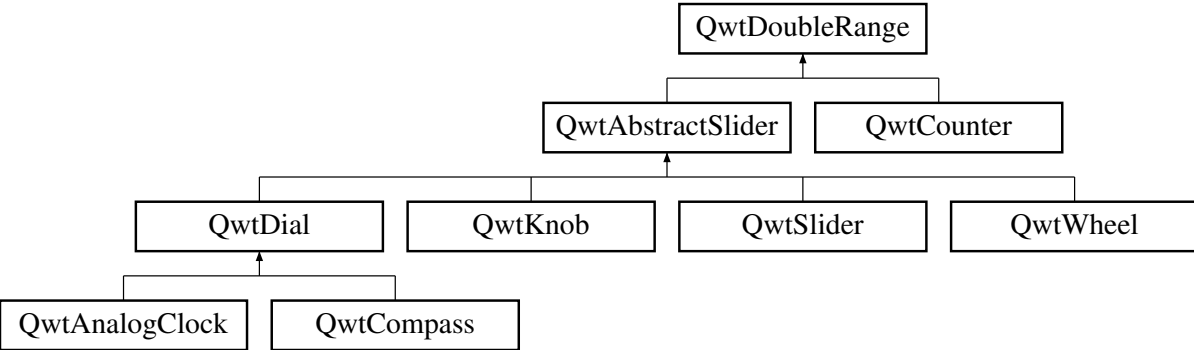 QwtDoubleRange
QwtAbstractSlider
QwtCounter
QwtDial
QwtKnob
QwtSlider
QwtWheel
QwtAnalogClock
QwtCompass